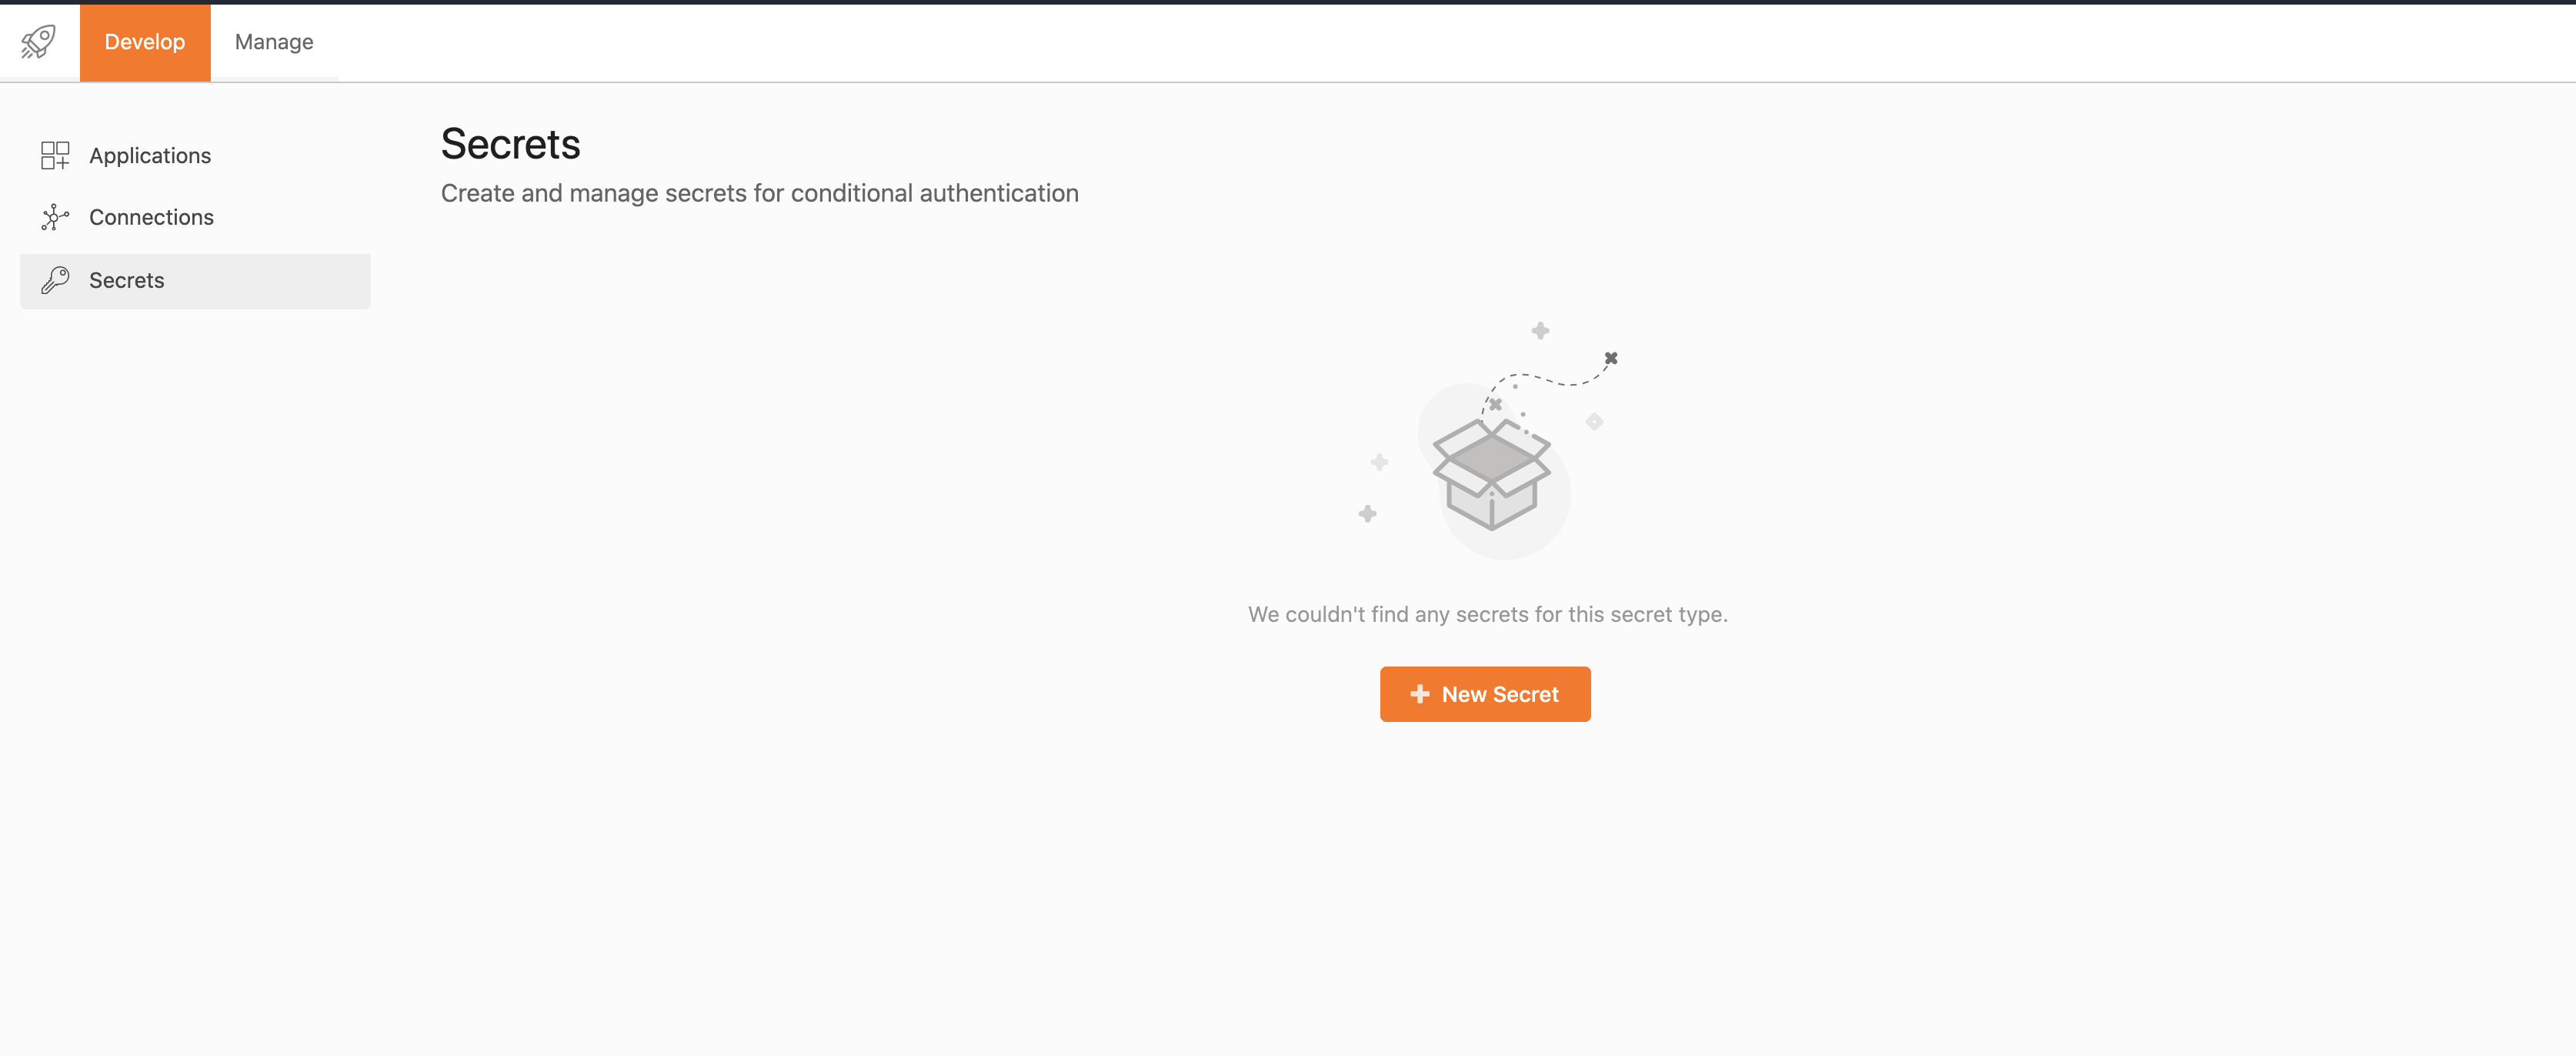 Develop
Manage
Applications
Connections
Secrets
Secrets
Create and manage secrets for conditional authentication
We couldn't find any secrets for this secret type.
New Secret